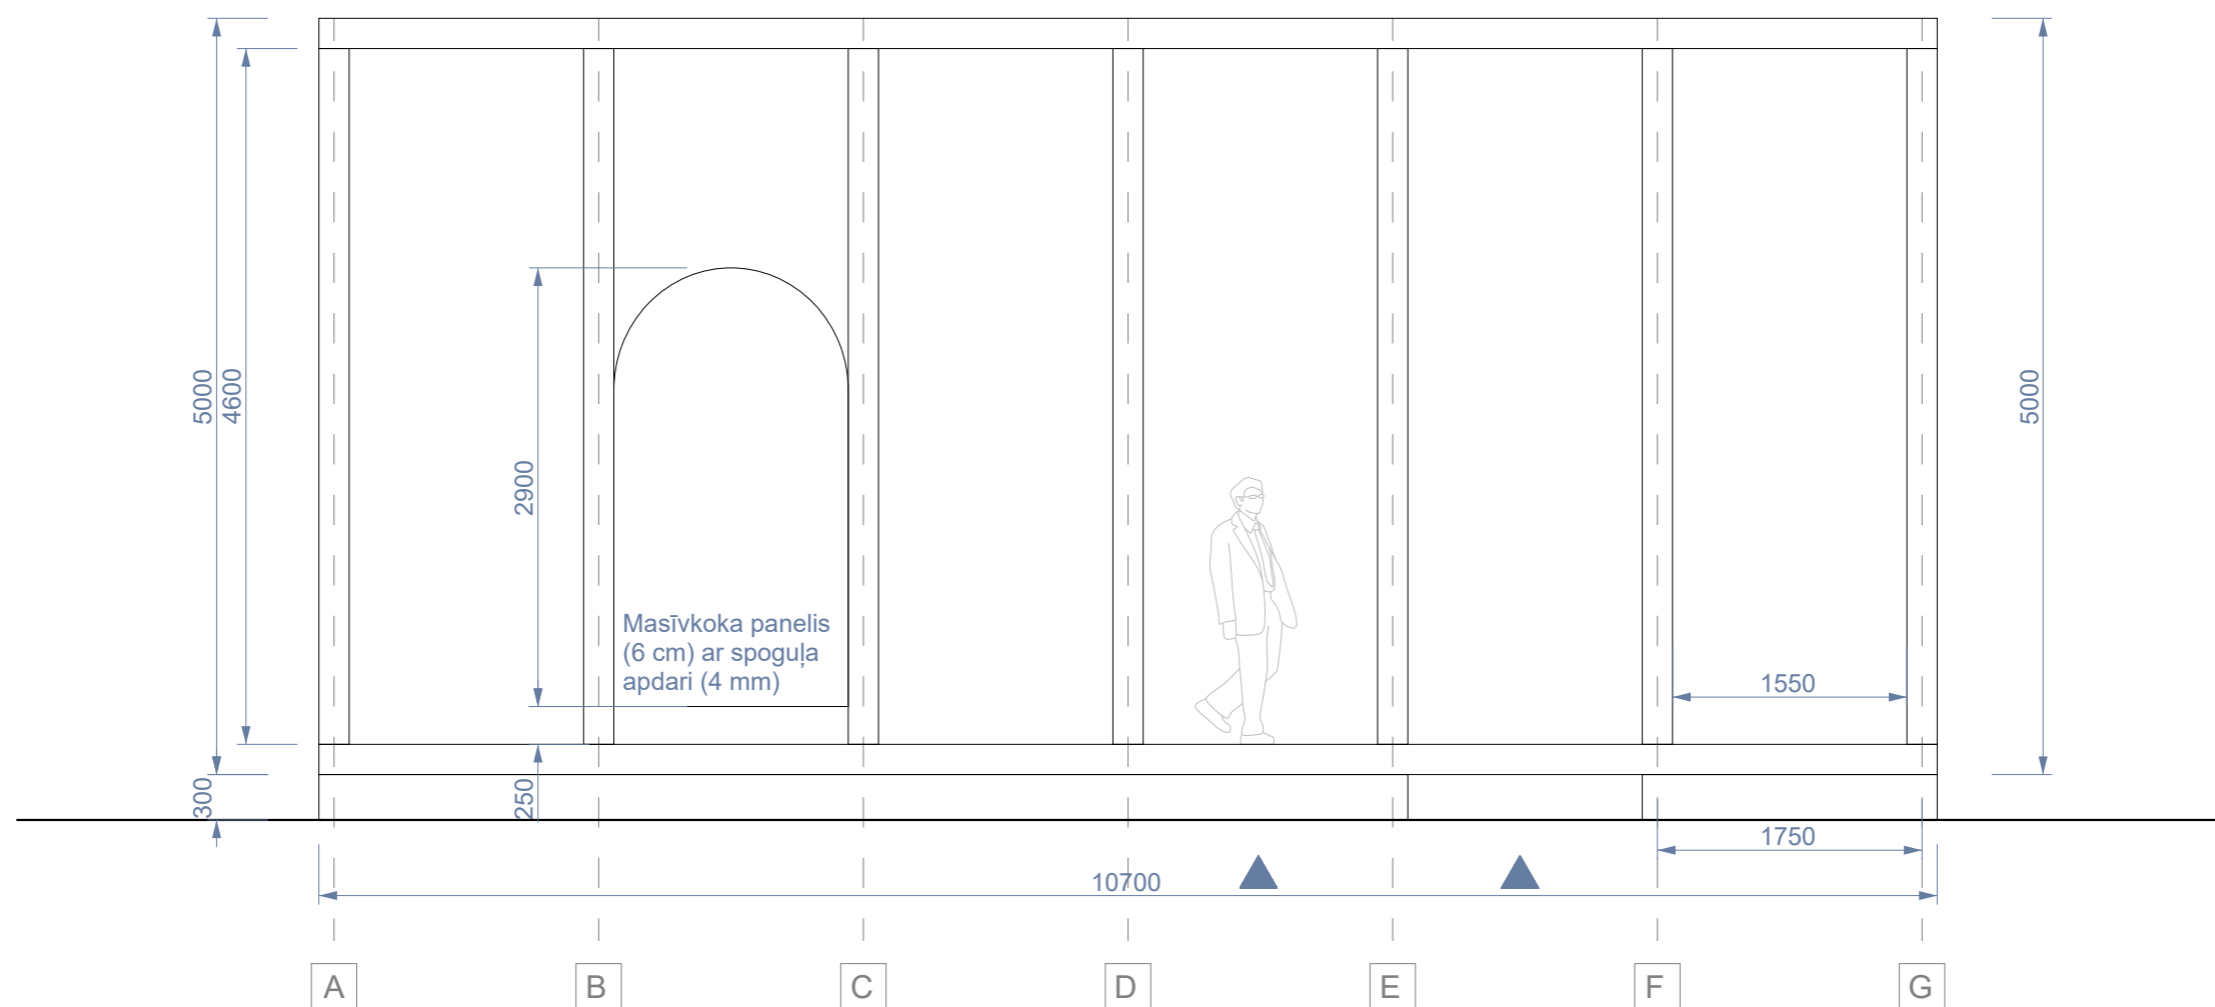 5000
4600
5000
2900
Masīvkoka panelis
(6 cm) ar spoguļa
apdari (4 mm)
1550
300
250
1750
10700
A
B
C
D
E
F
G